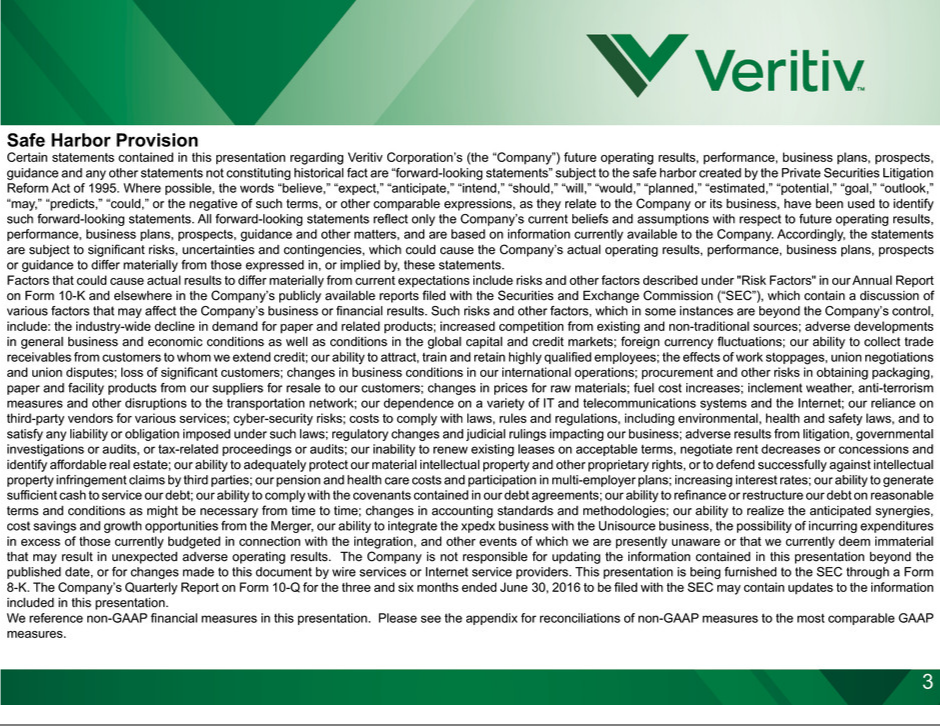 Veritiv™
Safe Harbor Provision
Certain statements contained in this presentation regarding Veritiv Corporation’s (the “Company”) future operating results, performance, business plans, prospects,
guidance and any other statements not constituting historical fact are “forward-looking statements” subject to the safe harbor created by the Private Securities Litigation
Reform Act of 1995. Where possible, the words “believe,” “expect,” “anticipate,” “intend,” “should,” “will,” “would,” “planned,” “estimated,” “potential,” “goal,” “outlook,”
“may,” “predicts,” “could,” or the negative of such terms, or other comparable expressions, as they relate to the Company or its business, have been used to identify
such forward-looking statements. All forward-looking statements reflect only the Company’s current beliefs and assumptions with respect to future operating results,
performance, business plans, prospects, guidance and other matters, and are based on information currently available to the Company. Accordingly, the statements
are subject to significant risks, uncertainties and contingencies, which could cause the Company’s actual operating results, performance, business plans, prospects
or guidance to differ materially from those expressed in, or implied by, these statements.
Factors that could cause actual results to differ materially from current expectations include risks and other factors described under "Risk Factors" in our Annual Report
on Form 10-K and elsewhere in the Company’s publicly available reports filed with the Securities and Exchange Commission (“SEC”), which contain a discussion of
various factors that may affect the Company’s business or financial results. Such risks and other factors, which in some instances are beyond the Company’s control,
include: the industry-wide decline in demand for paper and related products; increased competition from existing and non-traditional sources; adverse developments
in general business and economic conditions as well as conditions in the global capital and credit markets; foreign currency fluctuations; our ability to collect trade
receivables from customers to whom we extend credit; our ability to attract, train and retain highly qualified employees; the effects of work stoppages, union negotiations
and union disputes; loss of significant customers; changes in business conditions in our international operations; procurement and other risks in obtaining packaging,
paper and facility products from our suppliers for resale to our customers; changes in prices for raw materials; fuel cost increases; inclement weather, anti-terrorism
measures and other disruptions to the transportation network; our dependence on a variety of IT and telecommunications systems and the Internet; our reliance on
third-party vendors for various services; cyber-security risks; costs to comply with laws, rules and regulations, including environmental, health and safety laws, and to
satisfy any liability or obligation imposed under such laws; regulatory changes and judicial rulings impacting our business; adverse results from litigation, governmental
investigations or audits, or tax-related proceedings or audits; our inability to renew existing leases on acceptable terms, negotiate rent decreases or concessions and
identify affordable real estate; our ability to adequately protect our material intellectual property and other proprietary rights, or to defend successfully against intellectual
property infringement claims by third parties; our pension and health care costs and participation in multi-employer plans; increasing interest rates; our ability to generate
sufficient cash to service our debt; our ability to comply with the covenants contained in our debt agreements; our ability to refinance or restructure our debt on reasonable
terms and conditions as might be necessary from time to time; changes in accounting standards and methodologies; our ability to realize the anticipated synergies,
cost savings and growth opportunities from the Merger, our ability to integrate the xpedx business with the Unisource business, the possibility of incurring expenditures
in excess of those currently budgeted in connection with the integration, and other events of which we are presently unaware or that we currently deem immaterial
that may result in unexpected adverse operating results.  The Company is not responsible for updating the information contained in this presentation beyond the
published date, or for changes made to this document by wire services or Internet service providers. This presentation is being furnished to the SEC through a Form
8-K. The Company’s Quarterly Report on Form 10-Q for the three and six months ended June 30, 2016 to be filed with the SEC may contain updates to the information
included in this presentation.
We reference non-GAAP financial measures in this presentation.  Please see the appendix for reconciliations of non-GAAP measures to the most comparable GAAP
measures.
3